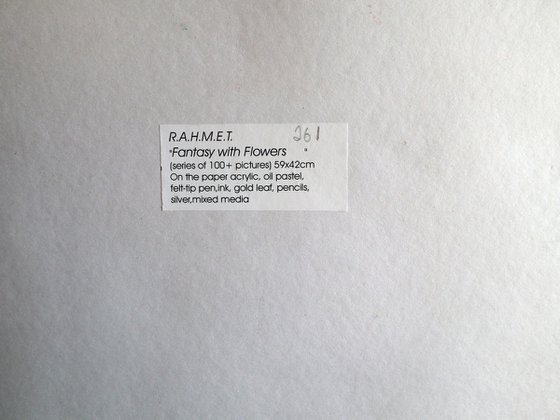 R.A.H.M.E.T. 261
"Fantasy with Flowers "
(series of 100+ pictures) 59x42cm
On the paper acrylic, oil pastel,
felt-tip pen,ink, gold leaf, pencils,
silver,mixed media